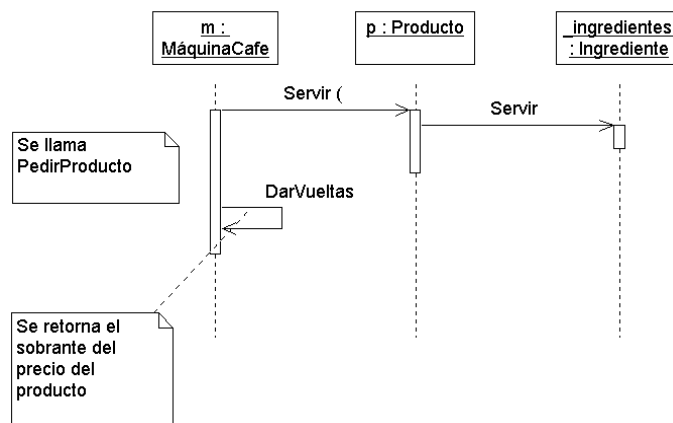 m :
MáquinaCafe
p : Producto
_ingredientes
: Ingrediente
Servir (
Servir
Se llama
PedirProducto
DarVueltas
Se retorna el
sobrante del
precio del
producto